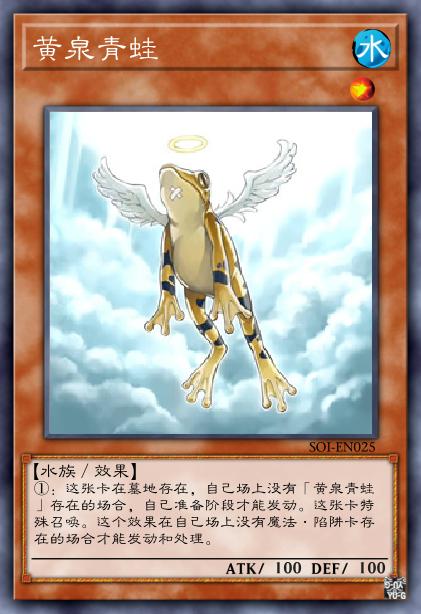 黄泉青蛙
水
SOI-EN025
【水族／效果】
①：这张卡在墓地存在，自己场上没有「黄泉青蛙
」存在的场合，自己准备阶段才能发动。这张卡特
殊召唤。这个效果在自己场上没有魔法·陷阱卡存
在的场合才能发动和处理。
ATK/ 100 DEF/ 100